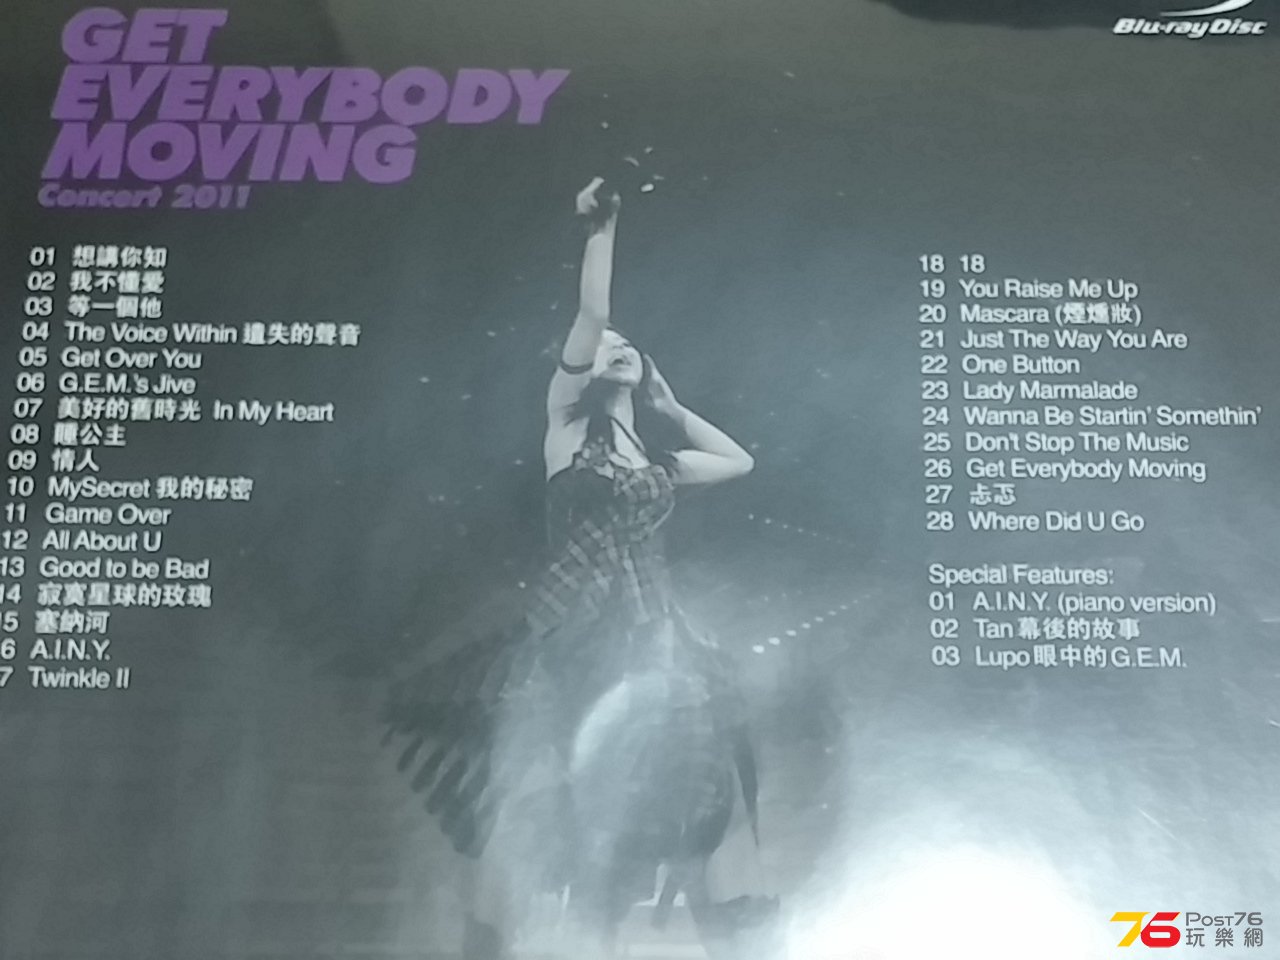 GET
EVERYBODY
MOVING
Concert 2011
Blu-ray Disc
01 想講你知
02 我不懂愛
03 等一個他
04 The Voice Within 遺失的聲音
05 Get Over You
06 G.E.M.'s Jive
07 美好的舊時光 In My Heart
08 睡公主
09 情人
10 MySecret 我的秘密
11 Game Over
12 All About U
13 Good to be Bad
14 寂寞星球的玫瑰
15 塞納河
6 A.I.N.Y.
7 Twinkle II
18 18
19 You Raise Me Up
20 Mascara (煙燻妝)
21 Just The Way You Are
22 One Button
23 Lady Marmalade
24 Wanna Be Startin' Somethin'
25 Don't Stop The Music
26 Get Everybody Moving
27 忐忑
28 Where Did U Go
Special Features:
01 A.I.N.Y. (piano version)
02 Tan 幕後的故事
03 Lupo眼中的G.E.M.
76 POST76
玩樂網